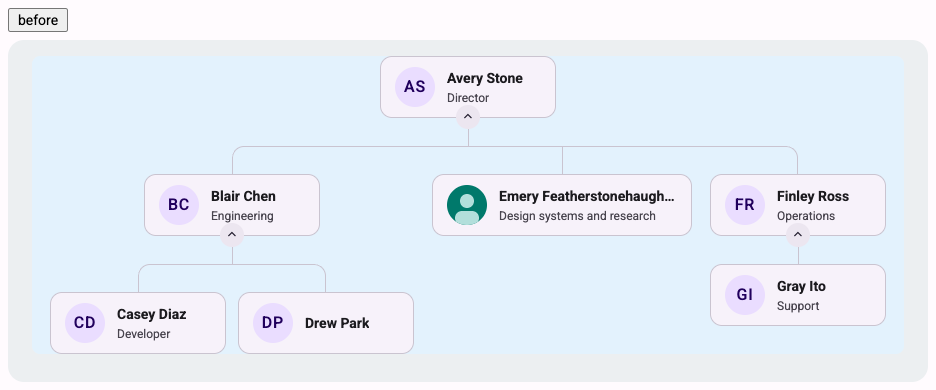 before
AS
Avery Stone
Director
BC
Blair Chen
Engineering
Emery Featherstonehaugh...
Design systems and research
FR
Finley Ross
Operations
CD
Casey Diaz
Developer
DP
Drew Park
GI
Gray Ito
Support